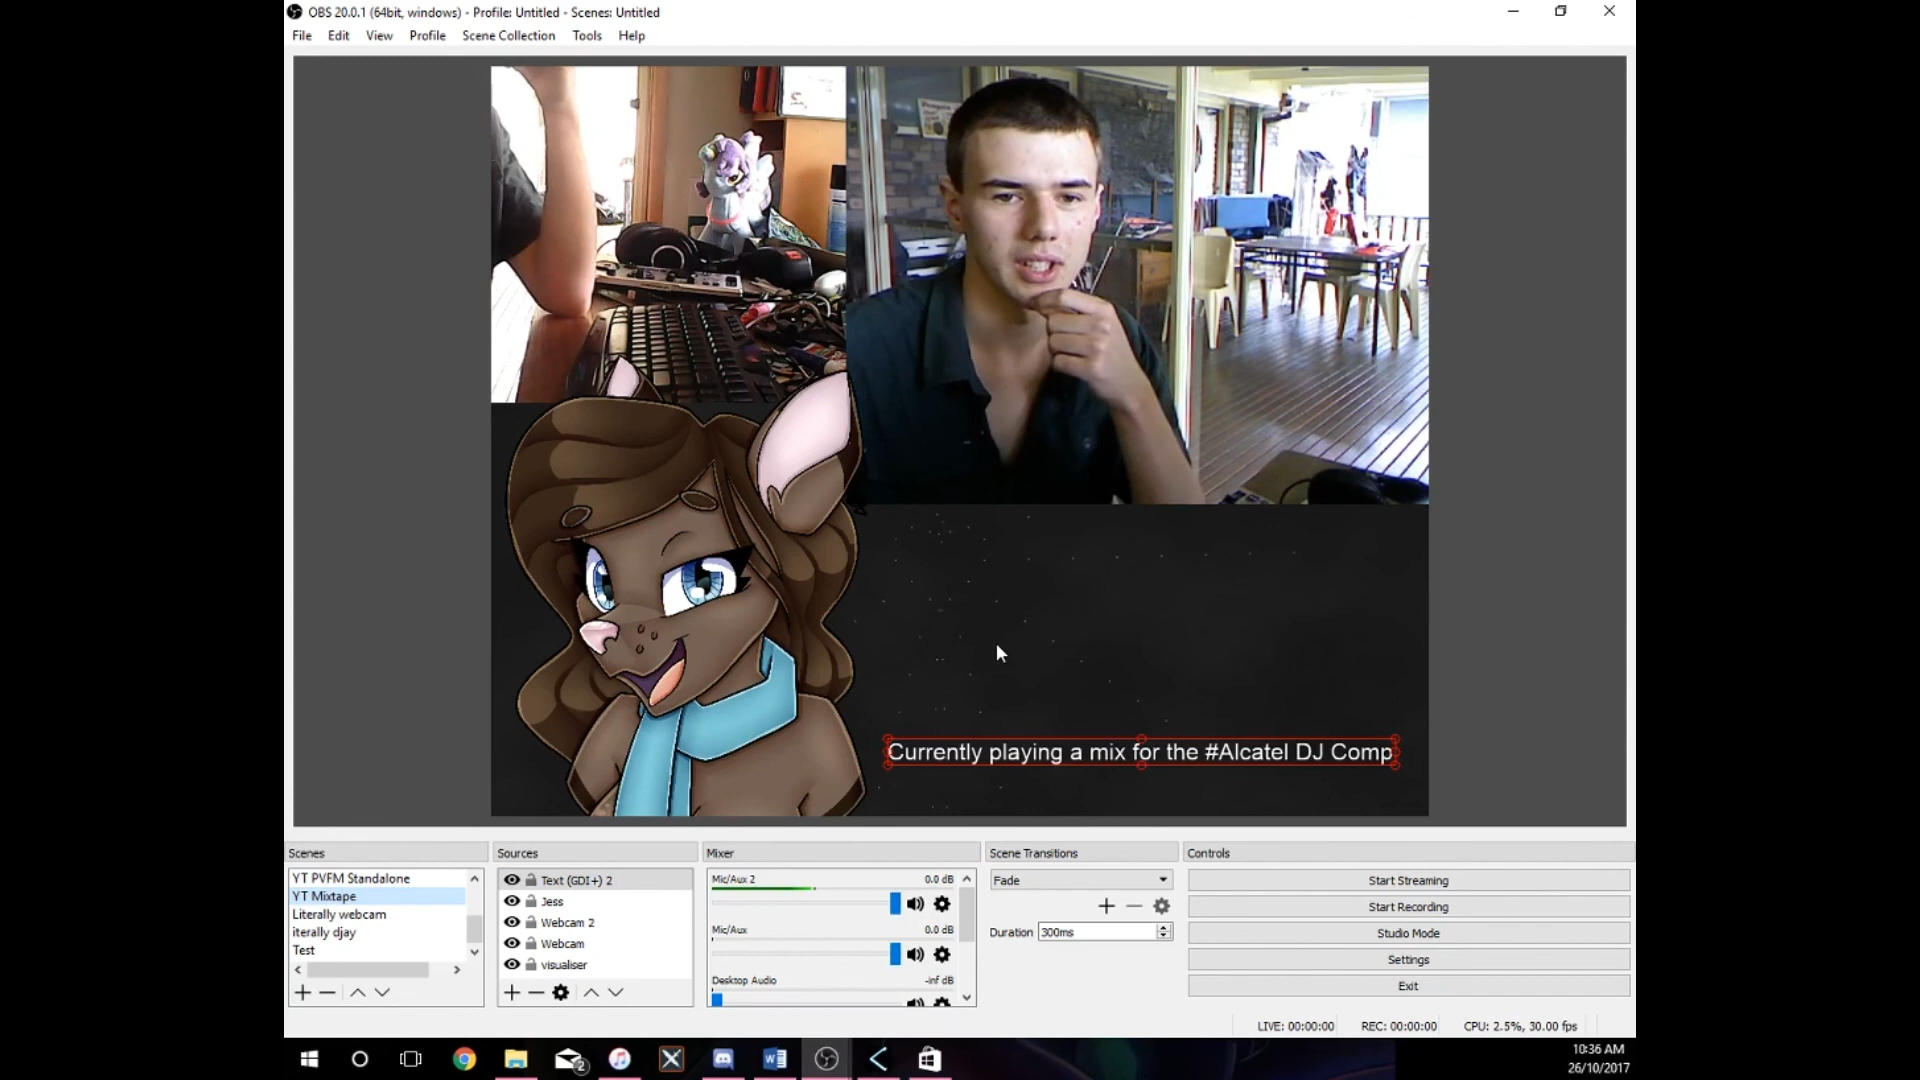 OBS 20.0.1 (64bit, windows) - Profile: Untitled - Scenes: Untitled
File Edit View Profile Scene Collection Tools Help
Currently playing a mix for the #Alcatel DJ Comp
Scenes
YT PVFM Standalone
YT Mixtape
Literally webcam
iterally djay
Test
Sources
Text (GDI+) 2
Jess
Webcam 2
Webcam
visualiser
Mixer
Mic/Aux 2 0.0 dB
Mic/Aux 0.0 dB
Desktop Audio -inf dB
Scene Transitions
Fade
Duration 300ms
Controls
Start Streaming
Start Recording
Studio Mode
Settings
Exit
LIVE: 00:00:00 REC: 00:00:00 CPU: 2.5%, 30.00 fps
2
10:36 AM
26/10/2017